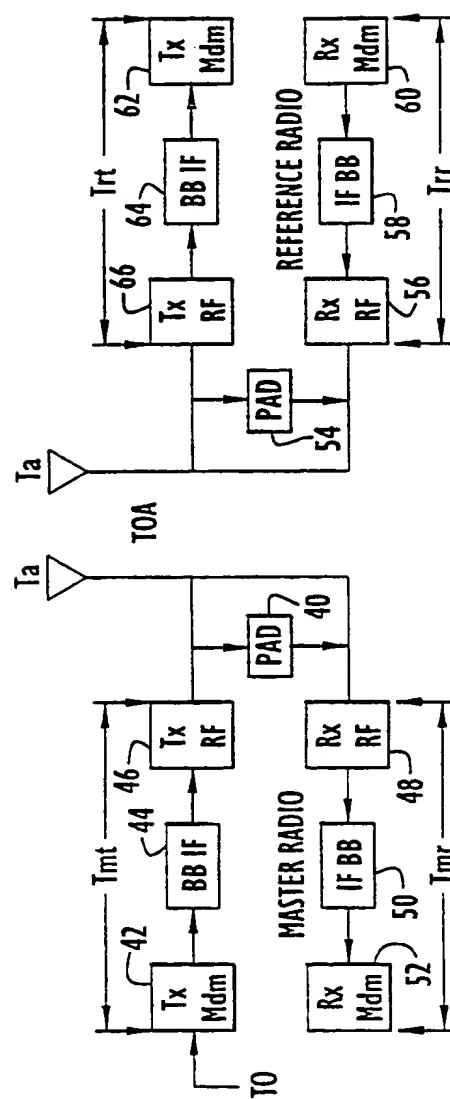 Ta
Ta
TOA
Tmt
42
44
46
Tx
Mdm
BB IF
Tx
RF
TO
PAD
40
MASTER RADIO
Rx
Mdm
IF BB
Rx
RF
52
50
48
Tmr
Trt
66
64
62
Tx
RF
BB IF
Tx
Mdm
PAD
54
REFERENCE RADIO
Rx
RF
IF BB
Rx
Mdm
56
58
60
Trr